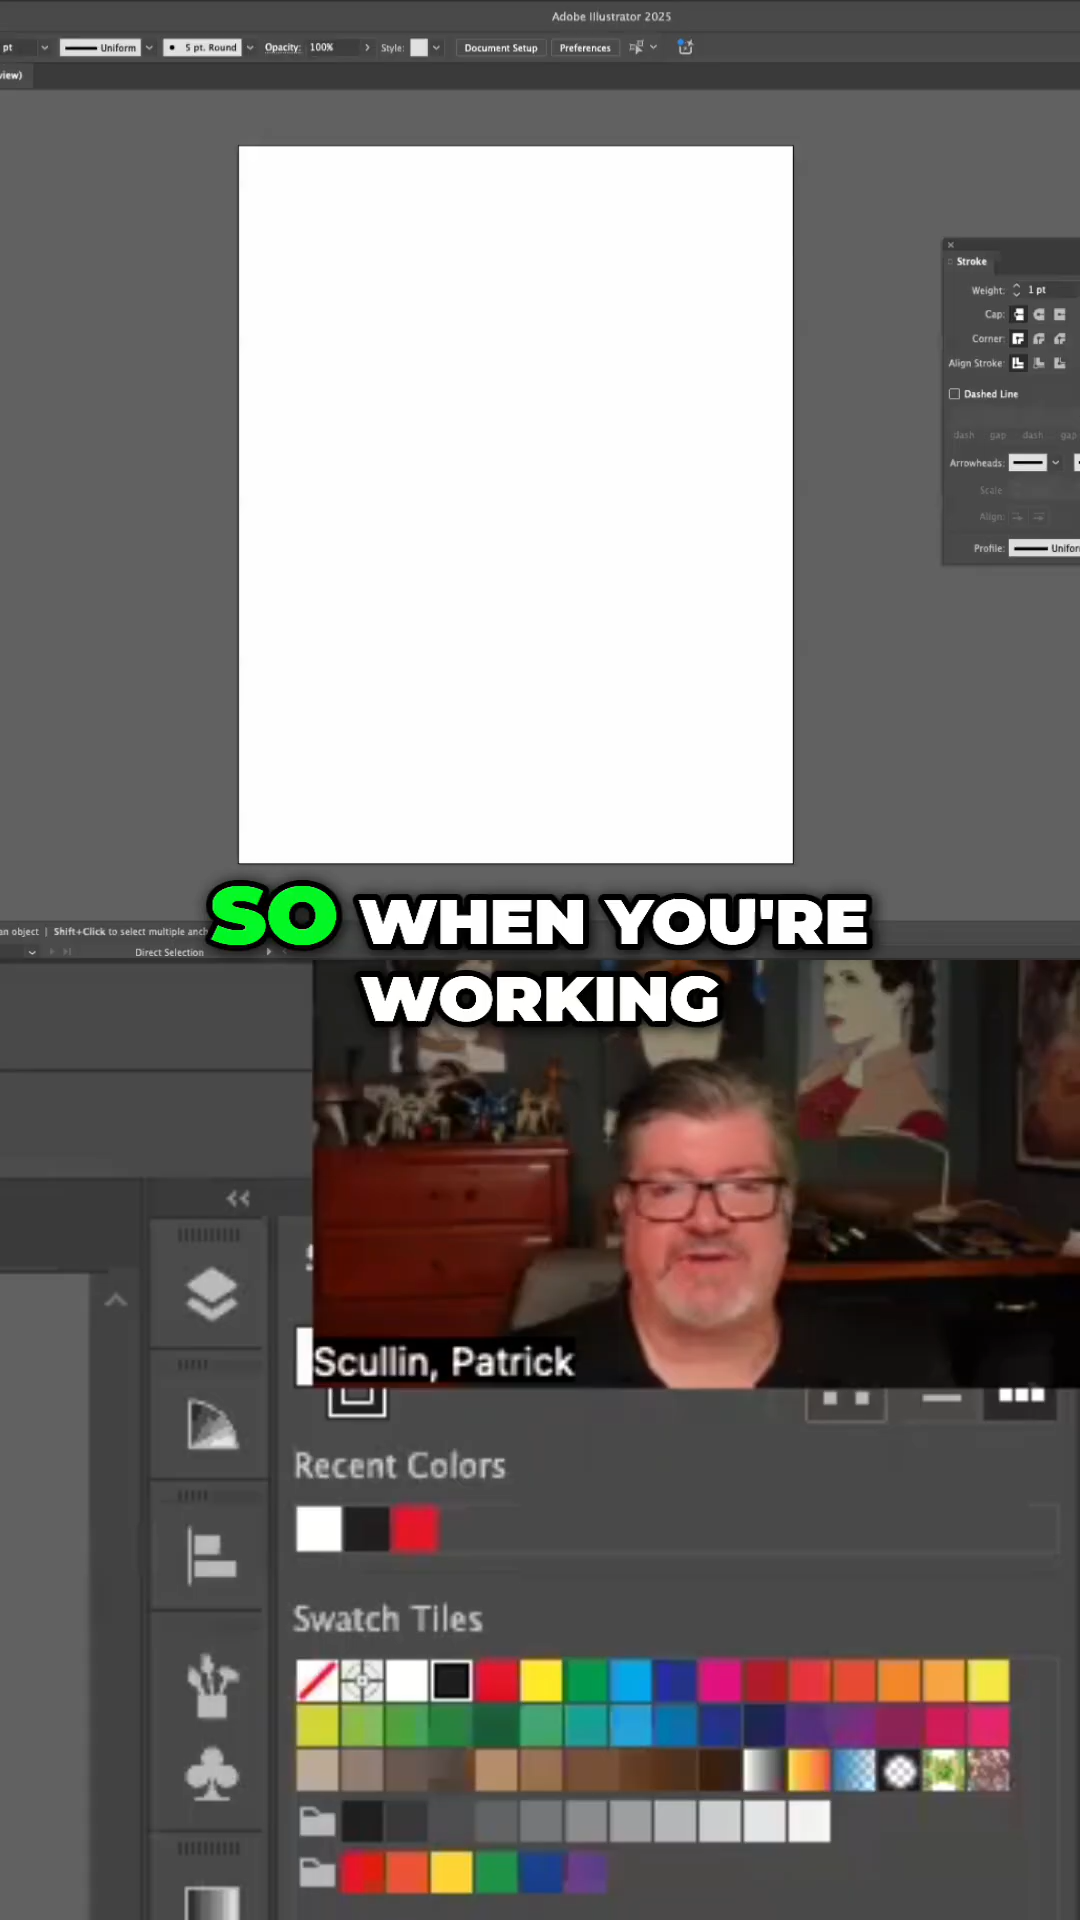 Adobe Illustrator 2025
pt
Uniform
5 pt. Round
Opacity: 100%
Style:
Document Setup
Preferences
view)
Stroke
Weight: 1 pt
Cap:
Corner:
Align Stroke:
Dashed Line
dash gap dash gap
Arrowheads:
Scale
Align:
Profile: Unifor
SO WHEN YOU'RE
WORKING
an object | Shift+Click to select multiple anch
Direct Selection
Scullin, Patrick
Recent Colors
Swatch Tiles